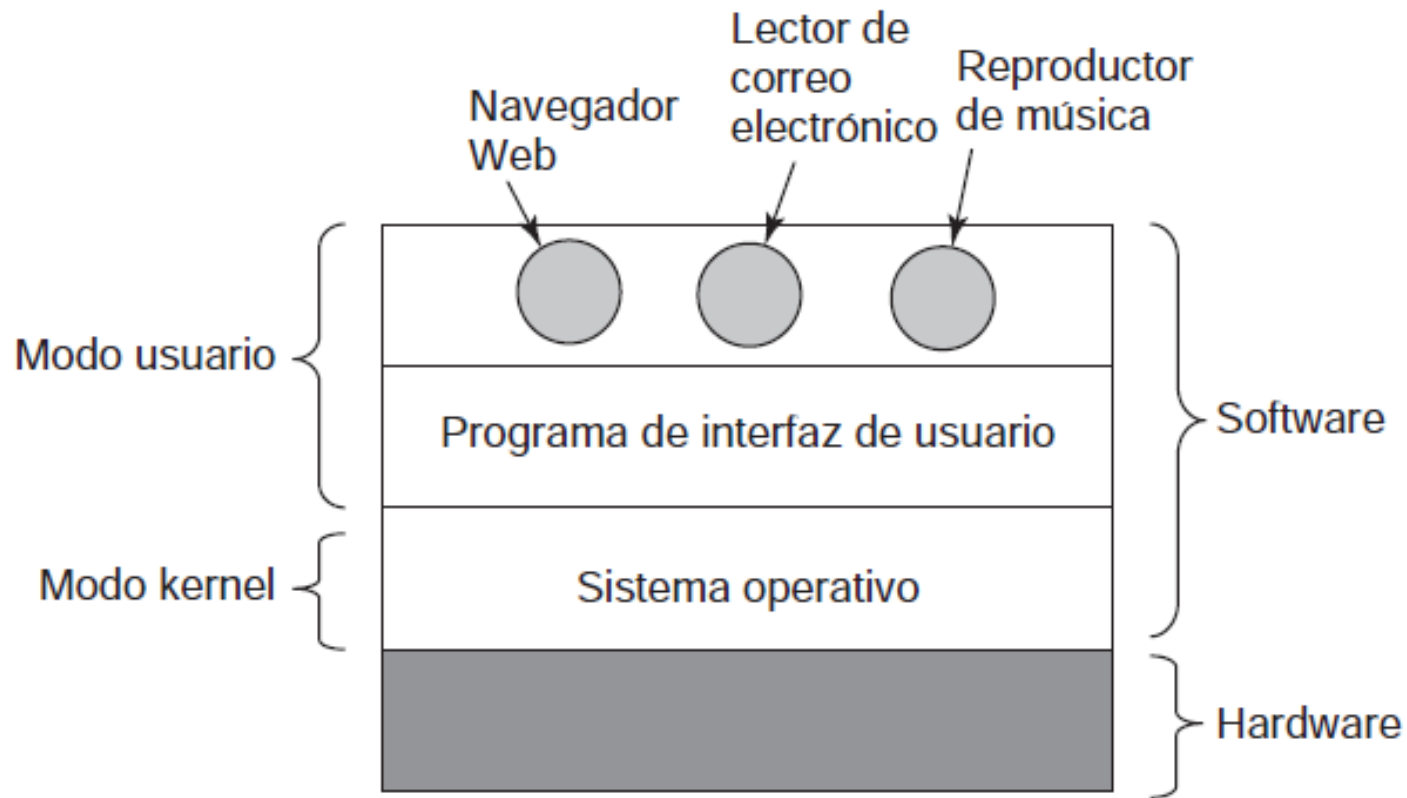 Navegador
Web
Lector de
correo
electrónico
Reproductor
de música
Modo usuario
Programa de interfaz de usuario
Software
Modo kernel
Sistema operativo
Hardware